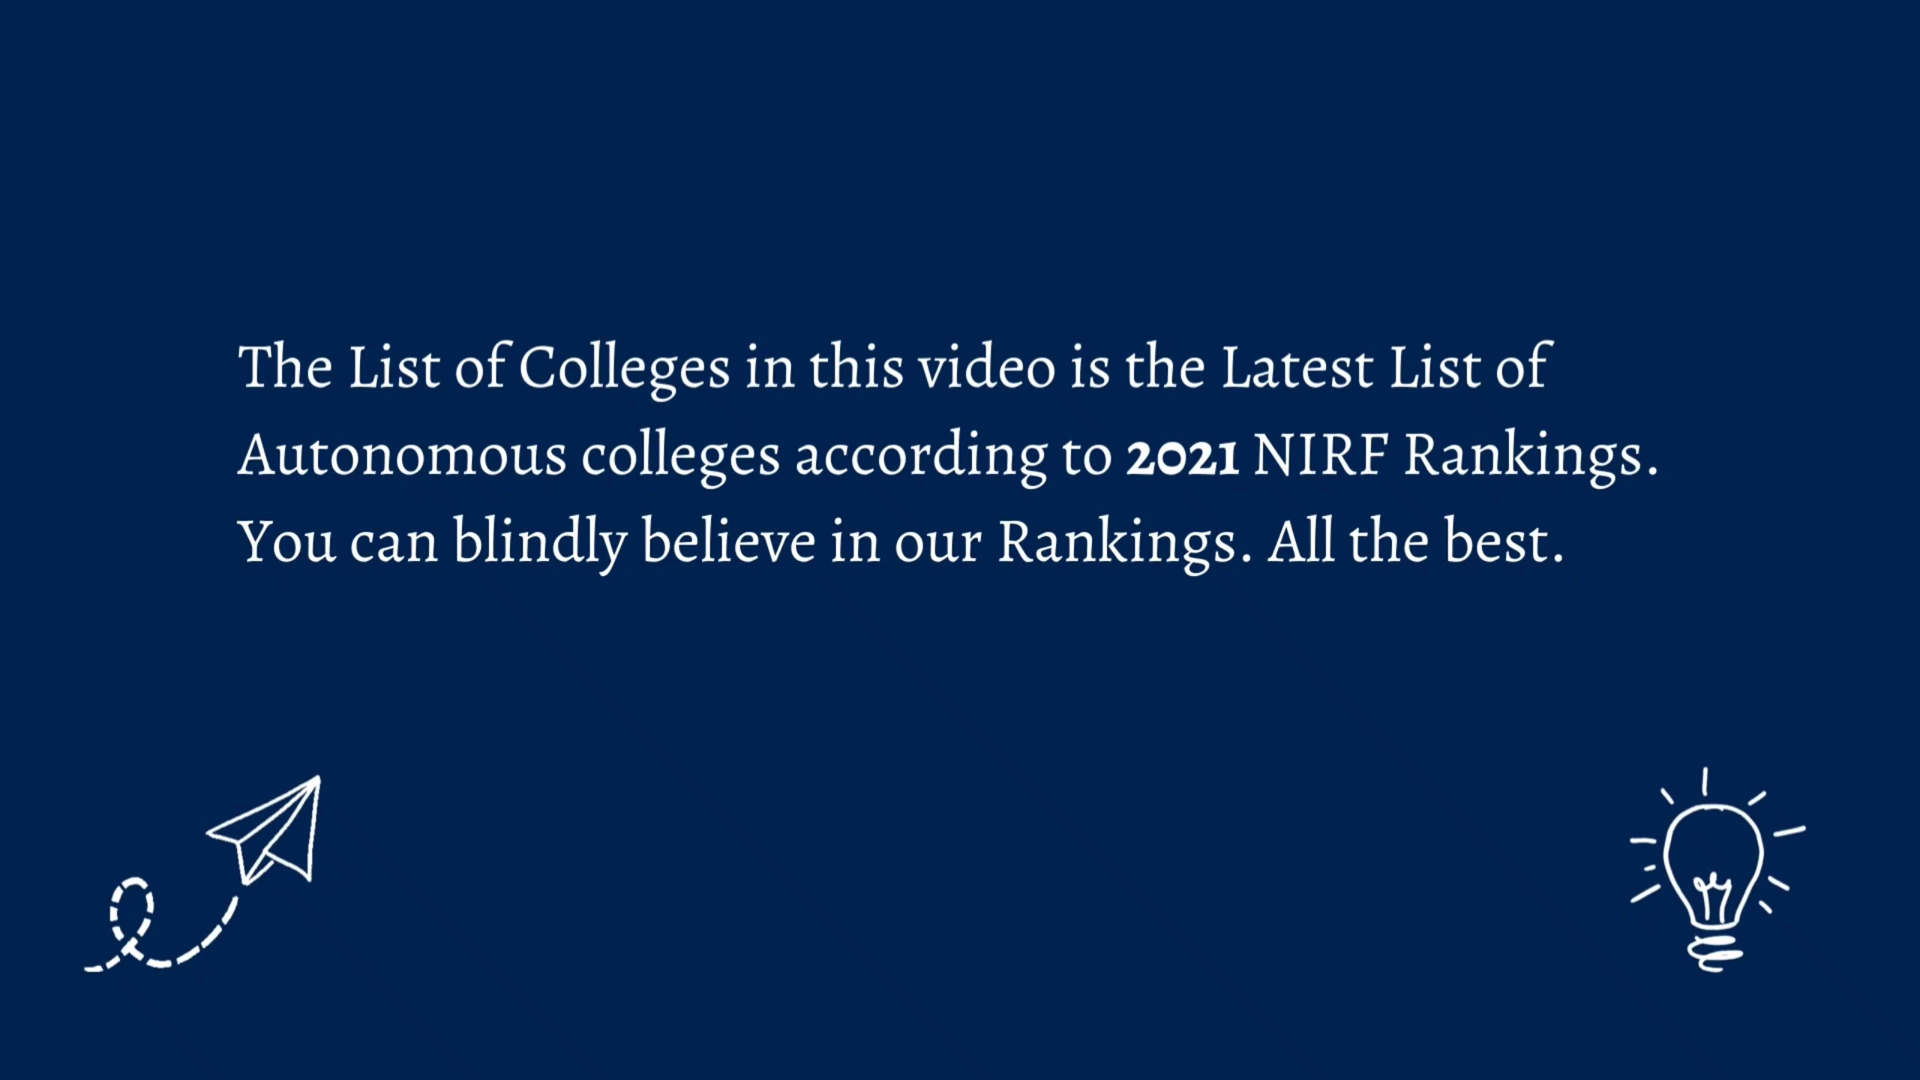 The List of Colleges in this video is the Latest List of
Autonomous colleges according to 2021 NIRF Rankings.
You can blindly believe in our Rankings. All the best.